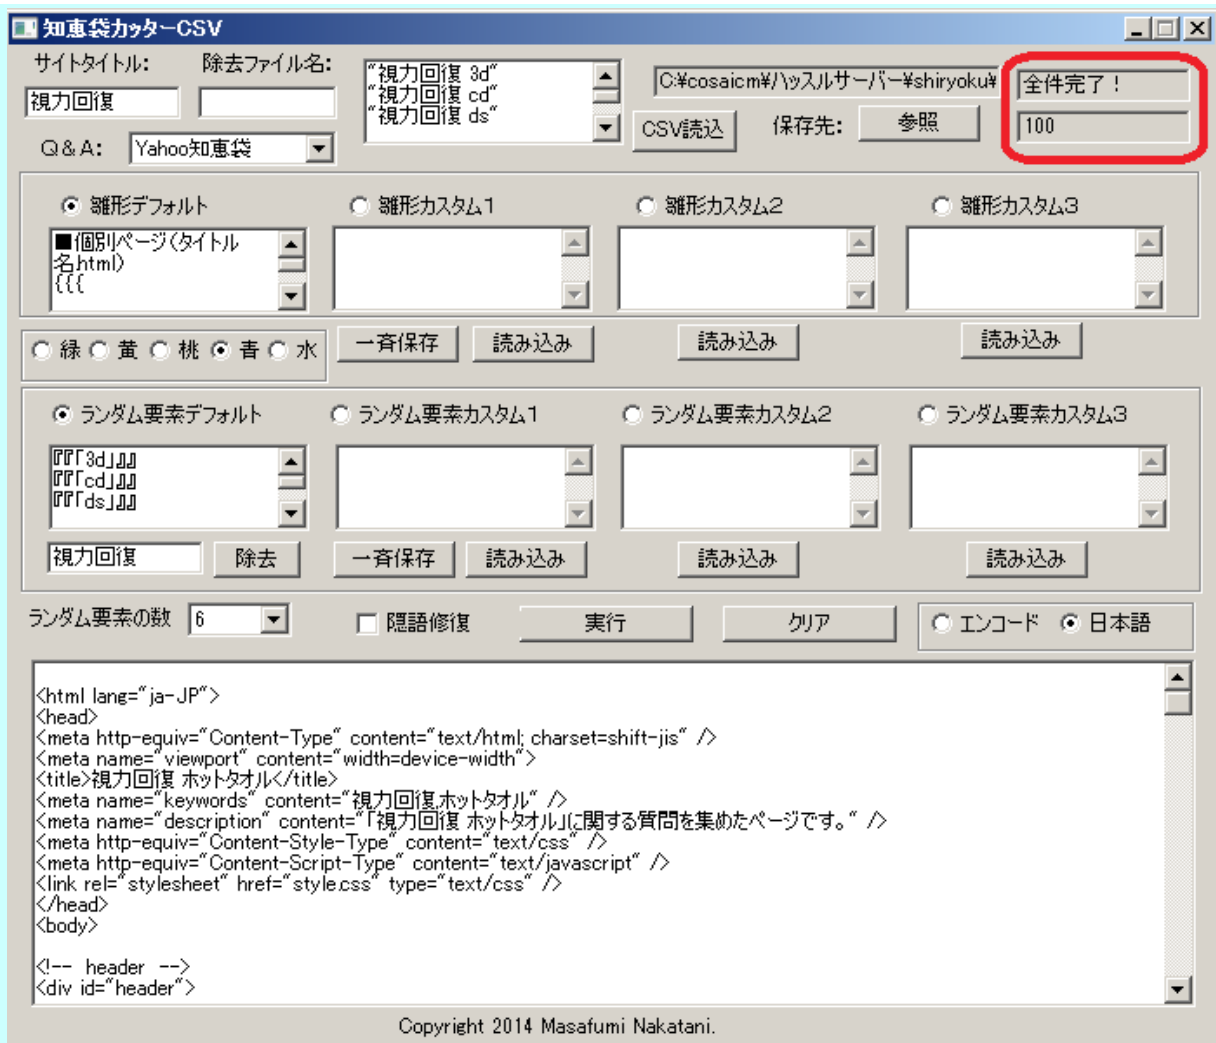 知恵袋カッターCSV
サイトタイトル:
除去ファイル名:
視力回復
"視力回復 3d"
"視力回復 cd"
"視力回復 ds"
C:¥cosaicm¥ハッスルサーバー¥shiryoku¥
全件完了！
CSV読込
保存先:
参照
100
Q&A:
Yahoo知恵袋
雛形デフォルト
雛形カスタム1
雛形カスタム2
雛形カスタム3
■個別ページ(タイトル
名.html)
{{{
緑
黄
桃
青
水
一斉保存
読み込み
読み込み
読み込み
ランダム要素デフォルト
ランダム要素カスタム1
ランダム要素カスタム2
ランダム要素カスタム3
『『「3d」』』
『『「cd」』』
『『「ds」』』
視力回復
除去
一斉保存
読み込み
読み込み
読み込み
ランダム要素の数
6
隠語修復
実行
クリア
エンコード
日本語
<html lang="ja-JP">
<head>
<meta http-equiv="Content-Type" content="text/html; charset=shift-jis" />
<meta name="viewport" content="width=device-width">
<title>視力回復 ホットタオル</title>
<meta name="keywords" content="視力回復,ホットタオル" />
<meta name="description" content="「視力回復 ホットタオル」に関する質問を集めたページです。" />
<meta http-equiv="Content-Style-Type" content="text/css" />
<meta http-equiv="Content-Script-Type" content="text/javascript" />
<link rel="stylesheet" href="style.css" type="text/css" />
</head>
<body>
<!-- header -->
<div id="header">
Copyright 2014 Masafumi Nakatani.